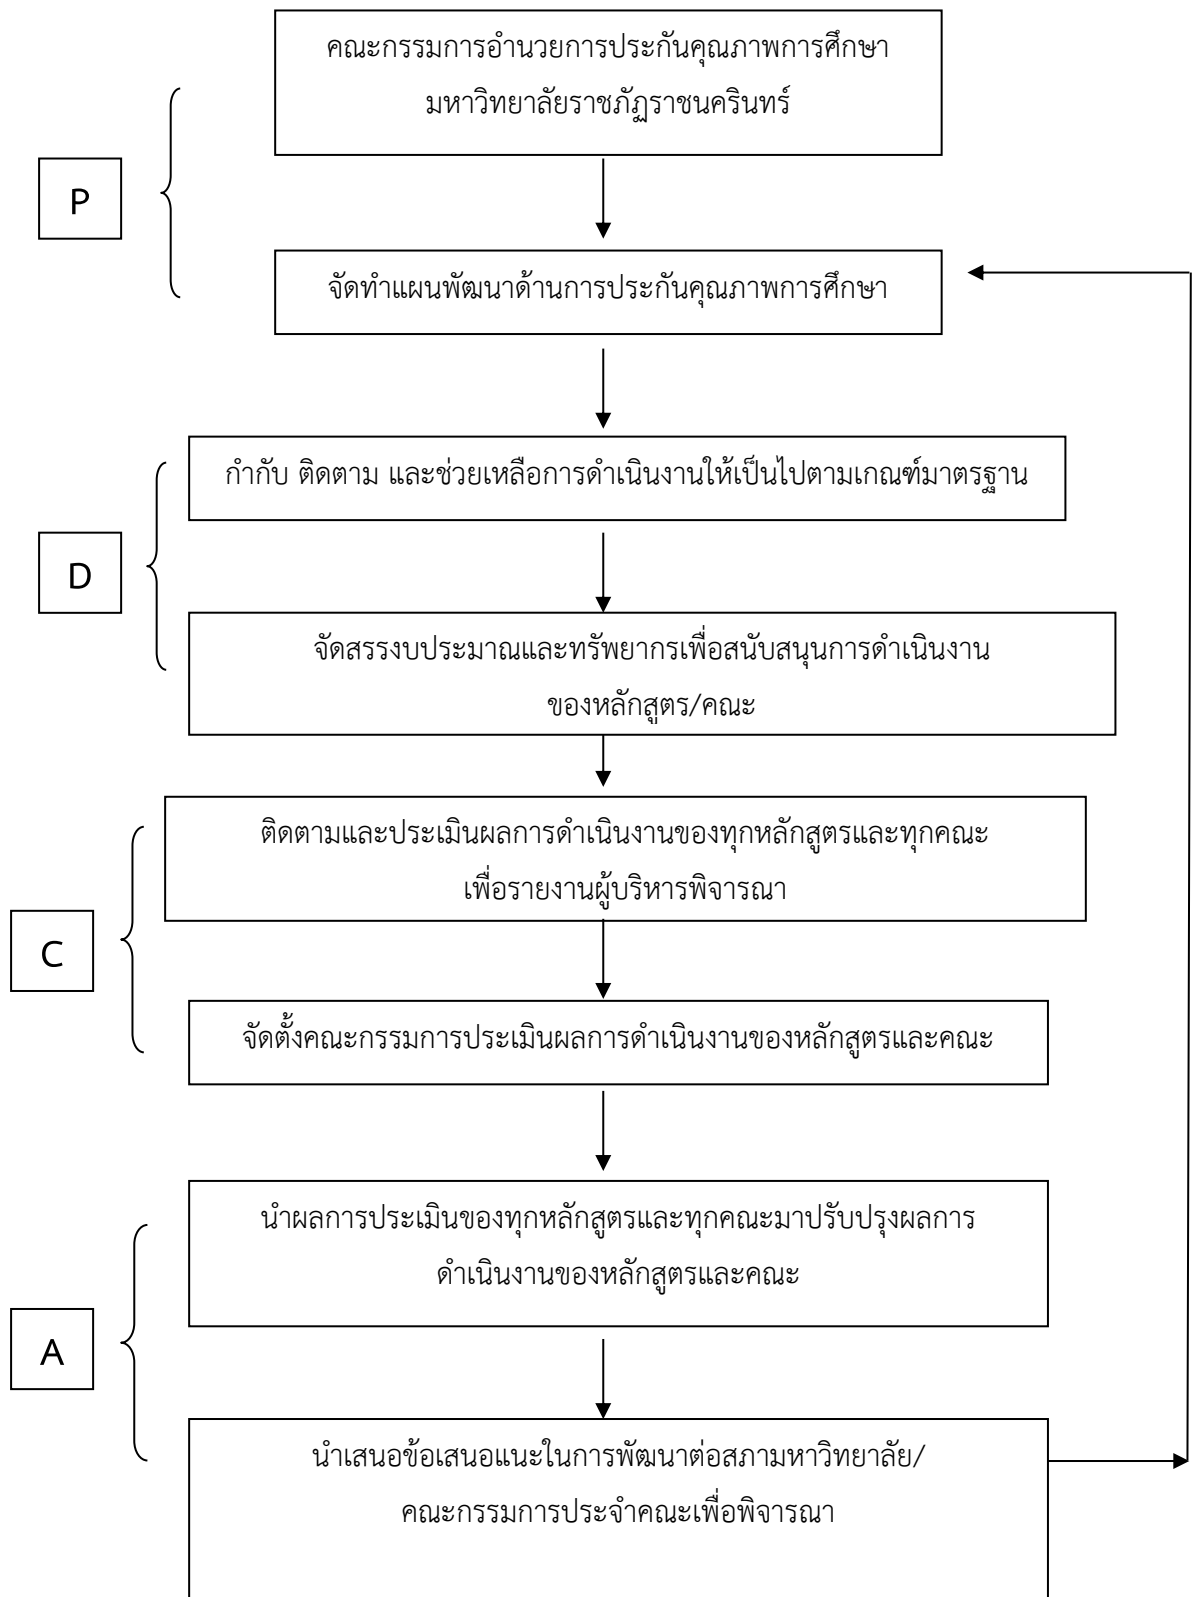 คณะกรรมการอำนวยการประกันคุณภาพการศึกษา
มหาวิทยาลัยราชภัฏราชนครินทร์
P
จัดทำแผนพัฒนาด้านการประกันคุณภาพการศึกษา
กำกับ ติดตาม และช่วยเหลือการดำเนินงานให้เป็นไปตามเกณฑ์มาตรฐาน
D
จัดสรรงบประมาณและทรัพยากรเพื่อสนับสนุนการดำเนินงาน
ของหลักสูตร/คณะ
ติดตามและประเมินผลการดำเนินงานของทุกหลักสูตรและทุกคณะ
เพื่อรายงานผู้บริหารพิจารณา
C
จัดตั้งคณะกรรมการประเมินผลการดำเนินงานของหลักสูตรและคณะ
นำผลการประเมินของทุกหลักสูตรและทุกคณะมาปรับปรุงผลการ
ดำเนินงานของหลักสูตรและคณะ
A
นำเสนอข้อเสนอแนะในการพัฒนาต่อสภามหาวิทยาลัย/
คณะกรรมการประจำคณะเพื่อพิจารณา